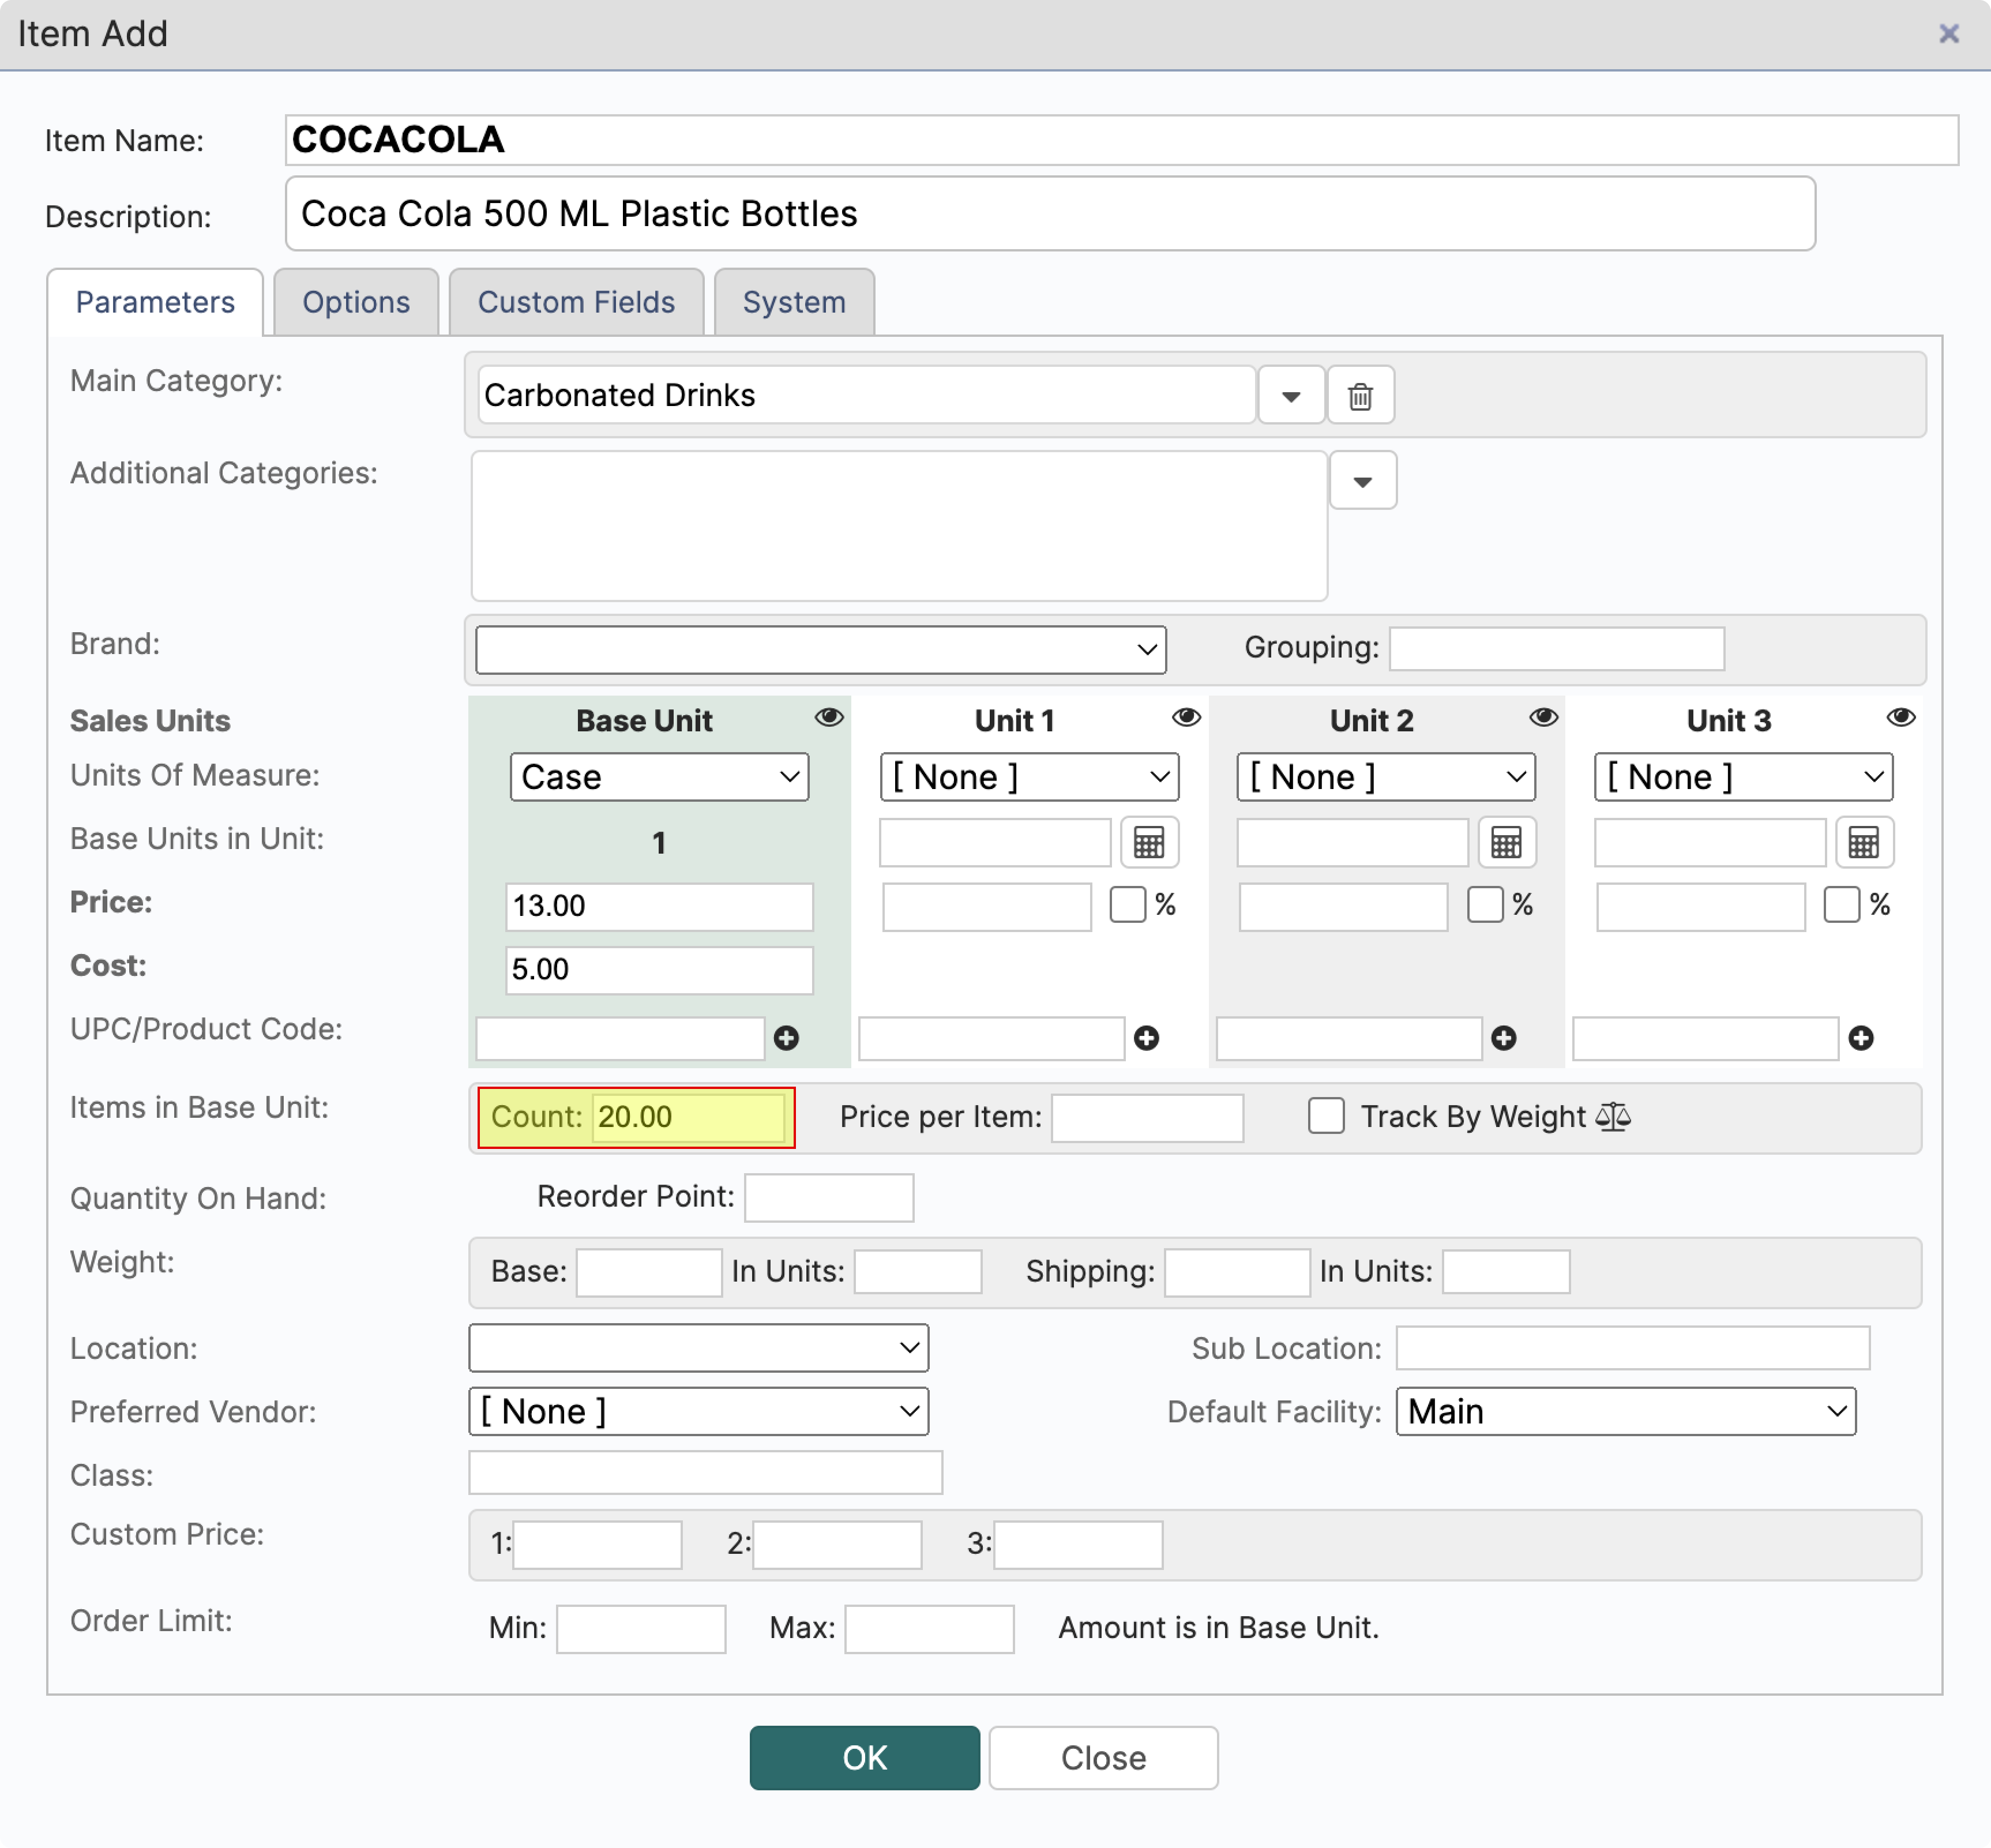 Item Add
Item Name: COCACOLA
Description: Coca Cola 500 ML Plastic Bottles
Parameters Options Custom Fields System
Main Category: Carbonated Drinks
Additional Categories:
Brand: Grouping:
Sales Units Base Unit Unit 1 Unit 2 Unit 3
Units Of Measure: Case [ None ] [ None ] [ None ]
Base Units in Unit: 1
Price: 13.00 % % %
Cost: 5.00
UPC/Product Code:
Items in Base Unit: Count: 20.00 Price per Item: Track By Weight
Quantity On Hand: Reorder Point:
Weight: Base: In Units: Shipping: In Units:
Location: Sub Location:
Preferred Vendor: [ None ] Default Facility: Main
Class:
Custom Price: 1: 2: 3:
Order Limit: Min: Max: Amount is in Base Unit.
OK Close